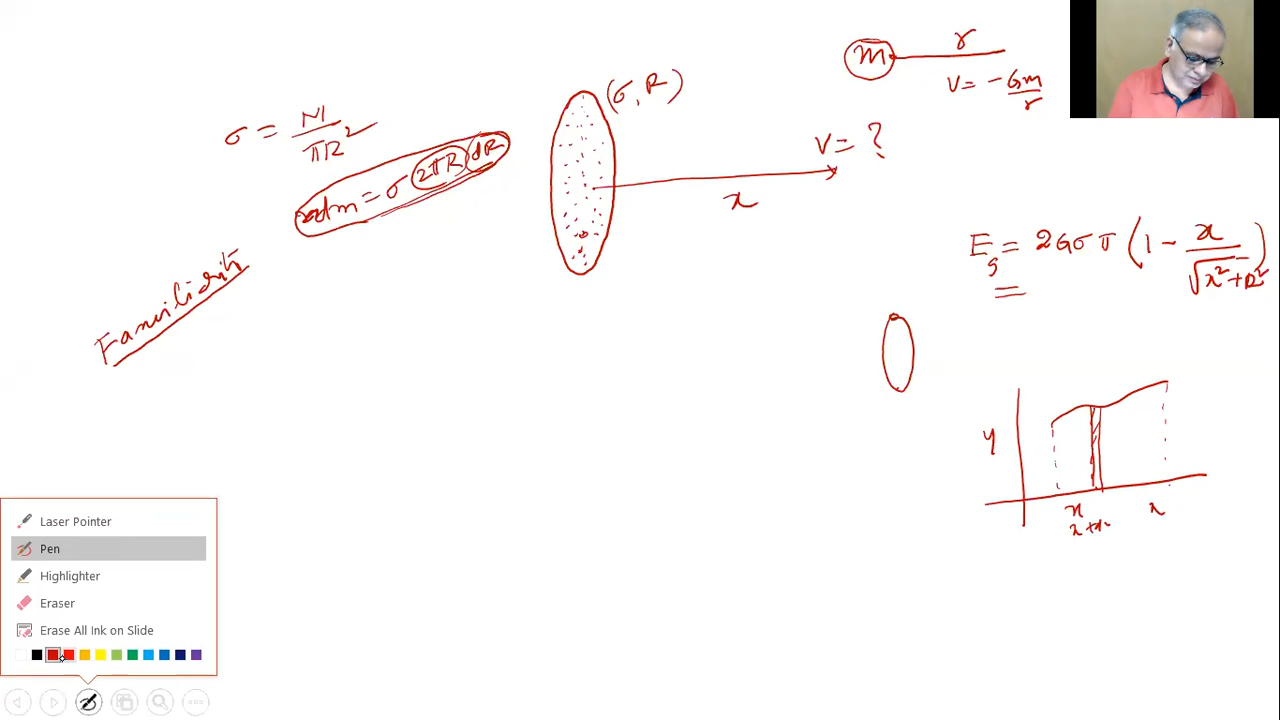 σ = M/πR²
dm = σ 2πR dR
Familiarity
(σ, R)
x
V = ?
m
r
V = -Gm/r
E_g = 2Gσπ (1 - x/√(x²+R²))
=
y
x
x
Laser Pointer
Pen
Highlighter
Eraser
Erase All Ink on Slide